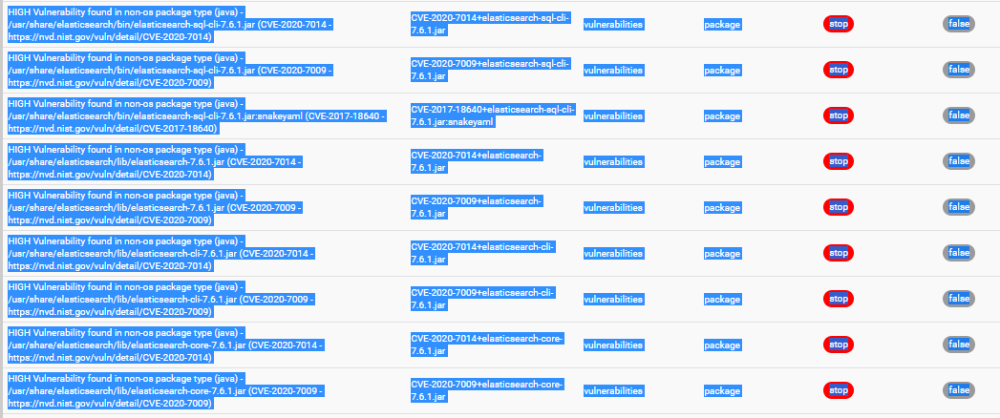 HIGH Vulnerability found in non-os package type (java) -
/usr/share/elasticsearch/bin/elasticsearch-sql-cli-7.6.1.jar (CVE-2020-7014 -
https://nvd.nist.gov/vuln/detail/CVE-2020-7014)
CVE-2020-7014+elasticsearch-sql-cli-
7.6.1.jar
vulnerabilities
package
stop
false
HIGH Vulnerability found in non-os package type (java) -
/usr/share/elasticsearch/bin/elasticsearch-sql-cli-7.6.1.jar (CVE-2020-7009 -
https://nvd.nist.gov/vuln/detail/CVE-2020-7009)
CVE-2020-7009+elasticsearch-sql-cli-
7.6.1.jar
vulnerabilities
package
stop
false
HIGH Vulnerability found in non-os package type (java) -
/usr/share/elasticsearch/bin/elasticsearch-sql-cli-7.6.1.jar:snakeyaml (CVE-2017-18640 -
https://nvd.nist.gov/vuln/detail/CVE-2017-18640)
CVE-2017-18640+elasticsearch-sql-cli-
7.6.1.jar:snakeyaml
vulnerabilities
package
stop
false
HIGH Vulnerability found in non-os package type (java) -
/usr/share/elasticsearch/lib/elasticsearch-7.6.1.jar (CVE-2020-7014 -
https://nvd.nist.gov/vuln/detail/CVE-2020-7014)
CVE-2020-7014+elasticsearch-
7.6.1.jar
vulnerabilities
package
stop
false
HIGH Vulnerability found in non-os package type (java) -
/usr/share/elasticsearch/lib/elasticsearch-7.6.1.jar (CVE-2020-7009 -
https://nvd.nist.gov/vuln/detail/CVE-2020-7009)
CVE-2020-7009+elasticsearch-
7.6.1.jar
vulnerabilities
package
stop
false
HIGH Vulnerability found in non-os package type (java) -
/usr/share/elasticsearch/lib/elasticsearch-cli-7.6.1.jar (CVE-2020-7014 -
https://nvd.nist.gov/vuln/detail/CVE-2020-7014)
CVE-2020-7014+elasticsearch-cli-
7.6.1.jar
vulnerabilities
package
stop
false
HIGH Vulnerability found in non-os package type (java) -
/usr/share/elasticsearch/lib/elasticsearch-cli-7.6.1.jar (CVE-2020-7009 -
https://nvd.nist.gov/vuln/detail/CVE-2020-7009)
CVE-2020-7009+elasticsearch-cli-
7.6.1.jar
vulnerabilities
package
stop
false
HIGH Vulnerability found in non-os package type (java) -
/usr/share/elasticsearch/lib/elasticsearch-core-7.6.1.jar (CVE-2020-7014 -
https://nvd.nist.gov/vuln/detail/CVE-2020-7014)
CVE-2020-7014+elasticsearch-core-
7.6.1.jar
vulnerabilities
package
stop
false
HIGH Vulnerability found in non-os package type (java) -
/usr/share/elasticsearch/lib/elasticsearch-core-7.6.1.jar (CVE-2020-7009 -
https://nvd.nist.gov/vuln/detail/CVE-2020-7009)
CVE-2020-7009+elasticsearch-core-
7.6.1.jar
vulnerabilities
package
stop
false